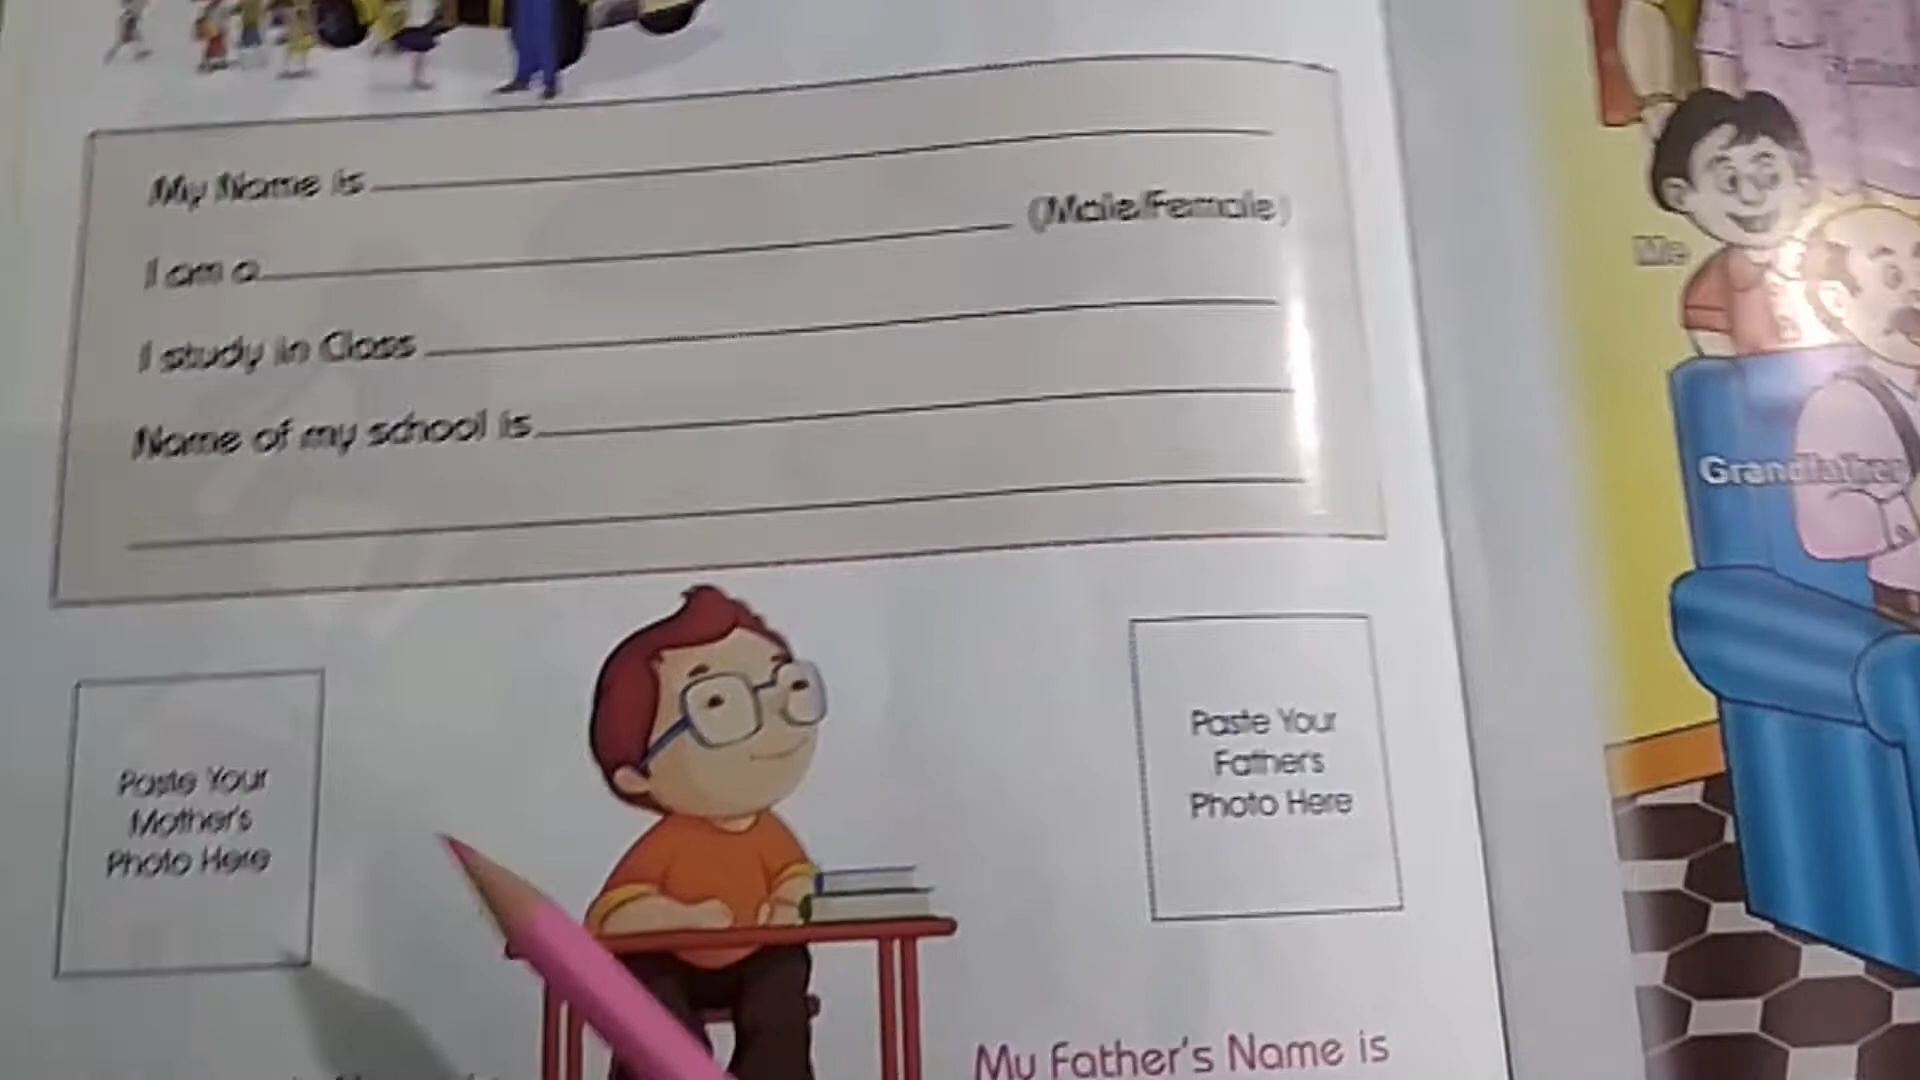 My Name is
I am a (Male/Female)
I study in Class
Name of my school is
Paste Your
Mother's
Photo Here
Paste Your
Father's
Photo Here
My Father's Name is
Me
Grandfather